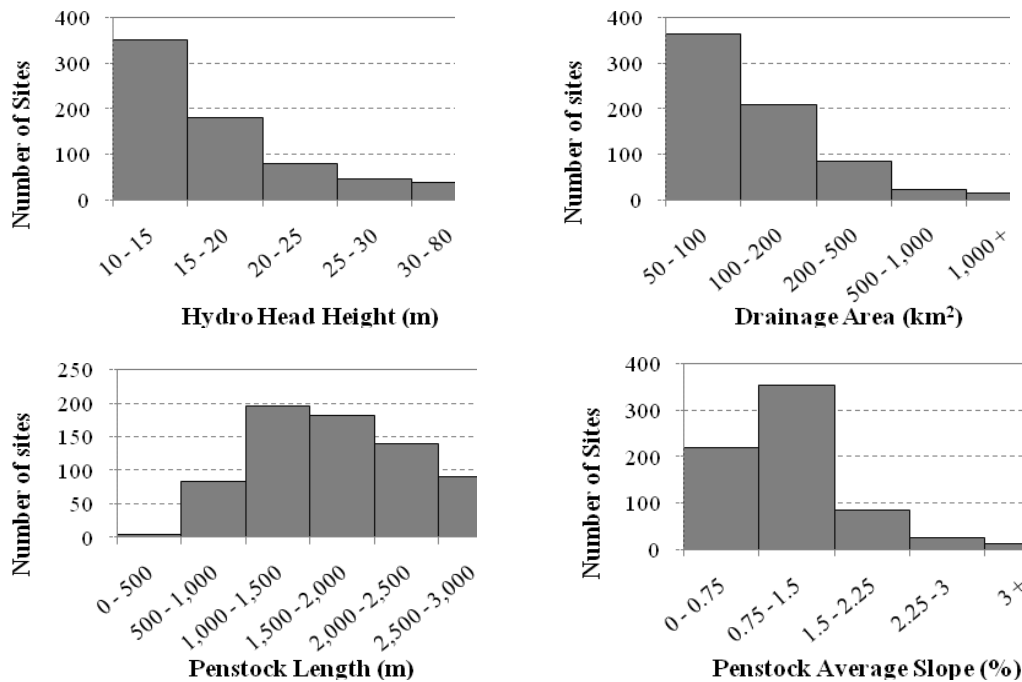 Number of Sites
400
300
200
100
0
10 - 15
15 - 20
20 - 25
25 - 30
30 - 80
Hydro Head Height (m)
Number of sites
400
300
200
100
0
50 - 100
100 - 200
200 - 500
500 - 1,000
1,000 +
Drainage Area (km²)
Number of sites
250
200
150
100
50
0
0 - 500
500 - 1,000
1,000 - 1,500
1,500 - 2,000
2,000 - 2,500
2,500 - 3,000
Penstock Length (m)
Number of Sites
400
300
200
100
0
0 - 0.75
0.75 - 1.5
1.5 - 2.25
2.25 - 3
3 +
Penstock Average Slope (%)